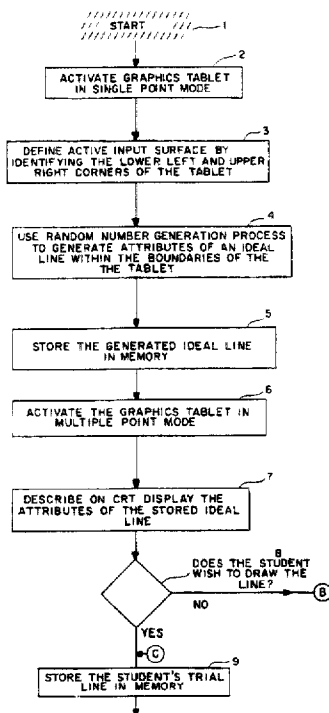 START
1
2
ACTIVATE GRAPHICS TABLET
IN SINGLE POINT MODE
3
DEFINE ACTIVE INPUT SURFACE BY
IDENTIFYING THE LOWER LEFT AND UPPER
RIGHT CORNERS OF THE TABLET
4
USE RANDOM NUMBER GENERATION PROCESS
TO GENERATE ATTRIBUTES OF AN IDEAL
LINE WITHIN THE BOUNDARIES OF THE
THE TABLET
5
STORE THE GENERATED IDEAL LINE
IN MEMORY
6
ACTIVATE THE GRAPHICS TABLET IN
MULTIPLE POINT MODE
7
DESCRIBE ON CRT DISPLAY THE
ATTRIBUTES OF THE STORED IDEAL
LINE
8
DOES THE STUDENT
WISH TO DRAW THE
LINE?
NO
B
YES
C
9
STORE THE STUDENT'S TRIAL
LINE IN MEMORY